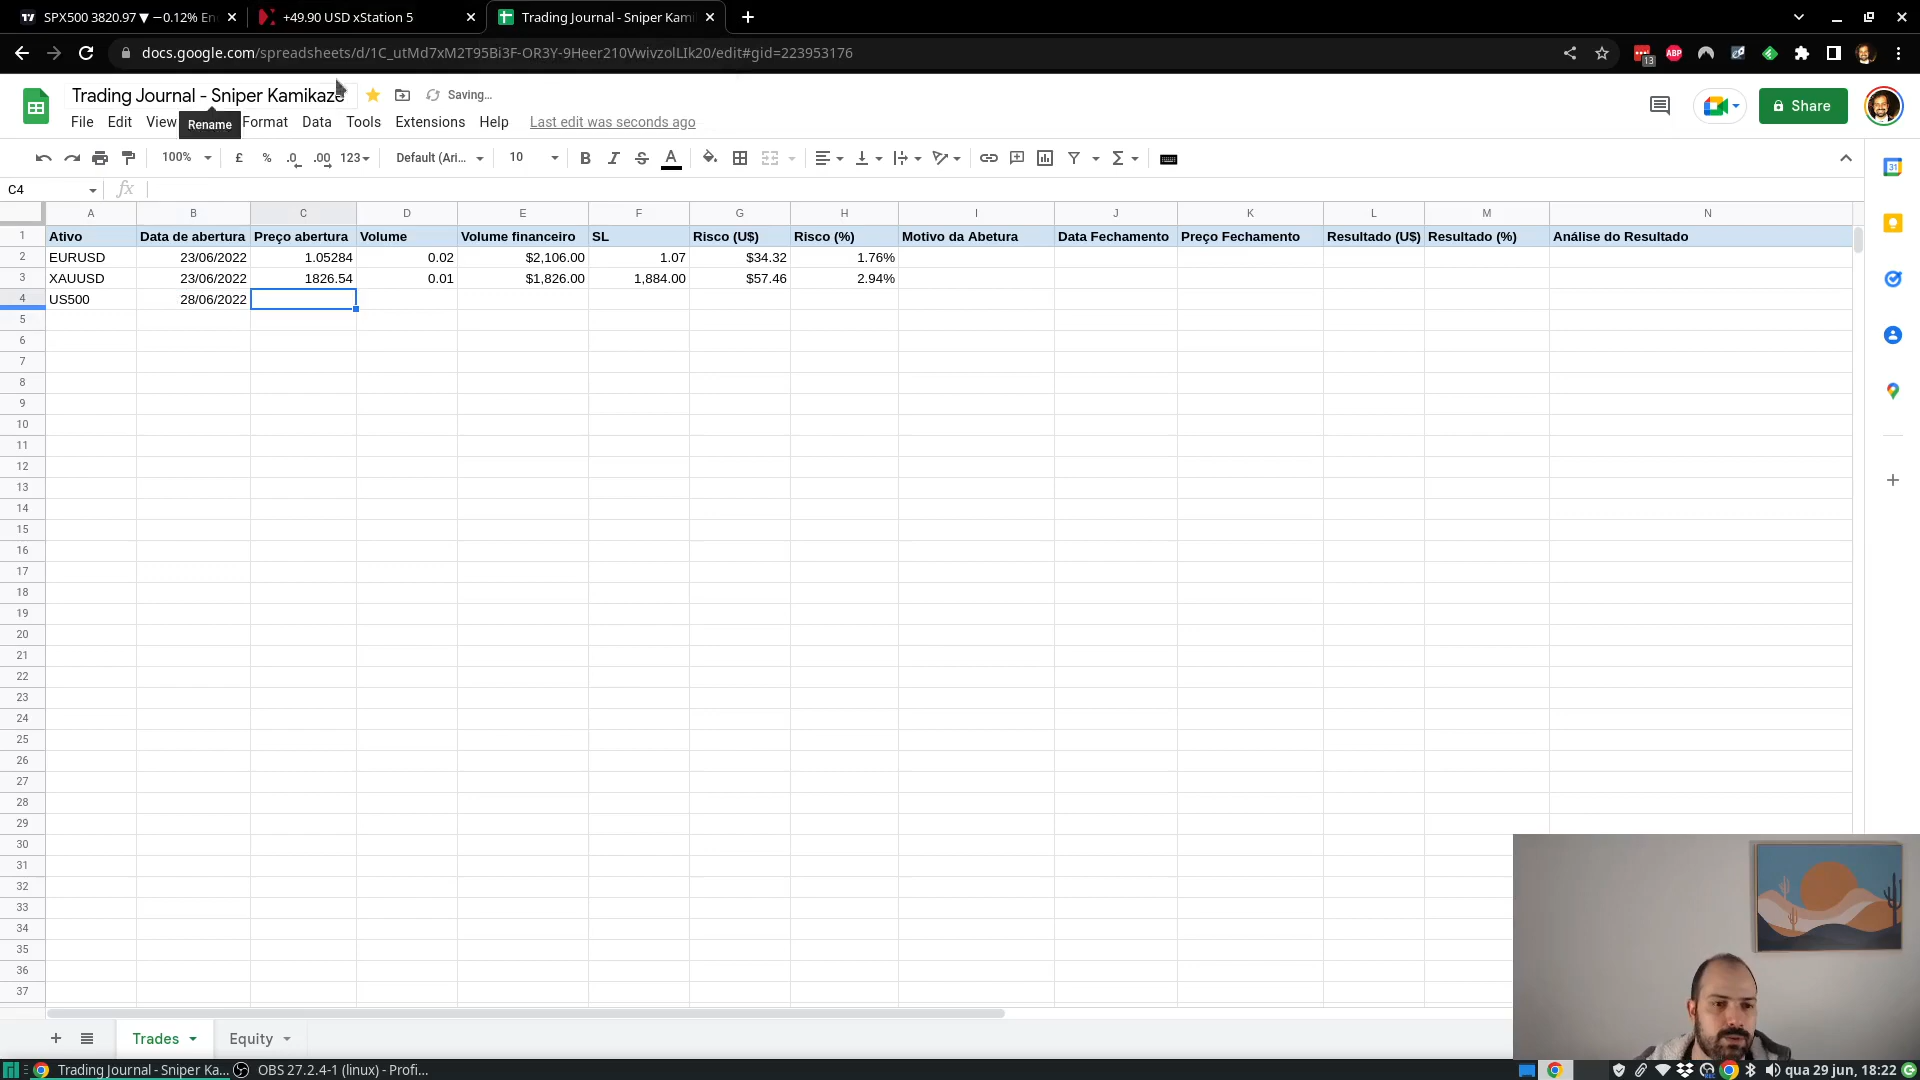 SPX500 3820.97 ▼ −0.12% En
+49.90 USD xStation 5
Trading Journal - Sniper Kami
docs.google.com/spreadsheets/d/1C_utMd7xM2T95Bi3F-OR3Y-9Heer210VwivzolLIk20/edit#gid=223953176
13
ABP
Trading Journal - Sniper Kamikaze
Saving...
Share
File Edit View Format Data Tools Extensions Help Last edit was seconds ago
Rename
100% £ % .0 .00 123 Default (Ari... 10 B I S A
31
C4 fx
A B C D E F G H I J K L M N
1 Ativo Data de abertura Preço abertura Volume Volume financeiro SL Risco (U$) Risco (%) Motivo da Abetura Data Fechamento Preço Fechamento Resultado (U$) Resultado (%) Análise do Resultado
2 EURUSD 23/06/2022 1.05284 0.02 $2,106.00 1.07 $34.32 1.76%
3 XAUUSD 23/06/2022 1826.54 0.01 $1,826.00 1,884.00 $57.46 2.94%
4 US500 28/06/2022
5
6
7
8
9
10
11
12
13
14
15
16
17
18
19
20
21
22
23
24
25
26
27
28
29
30
31
32
33
34
35
36
37
Trades Equity
Trading Journal - Sniper Ka... OBS 27.2.4-1 (linux) - Profi... qua 29 jun, 18:22